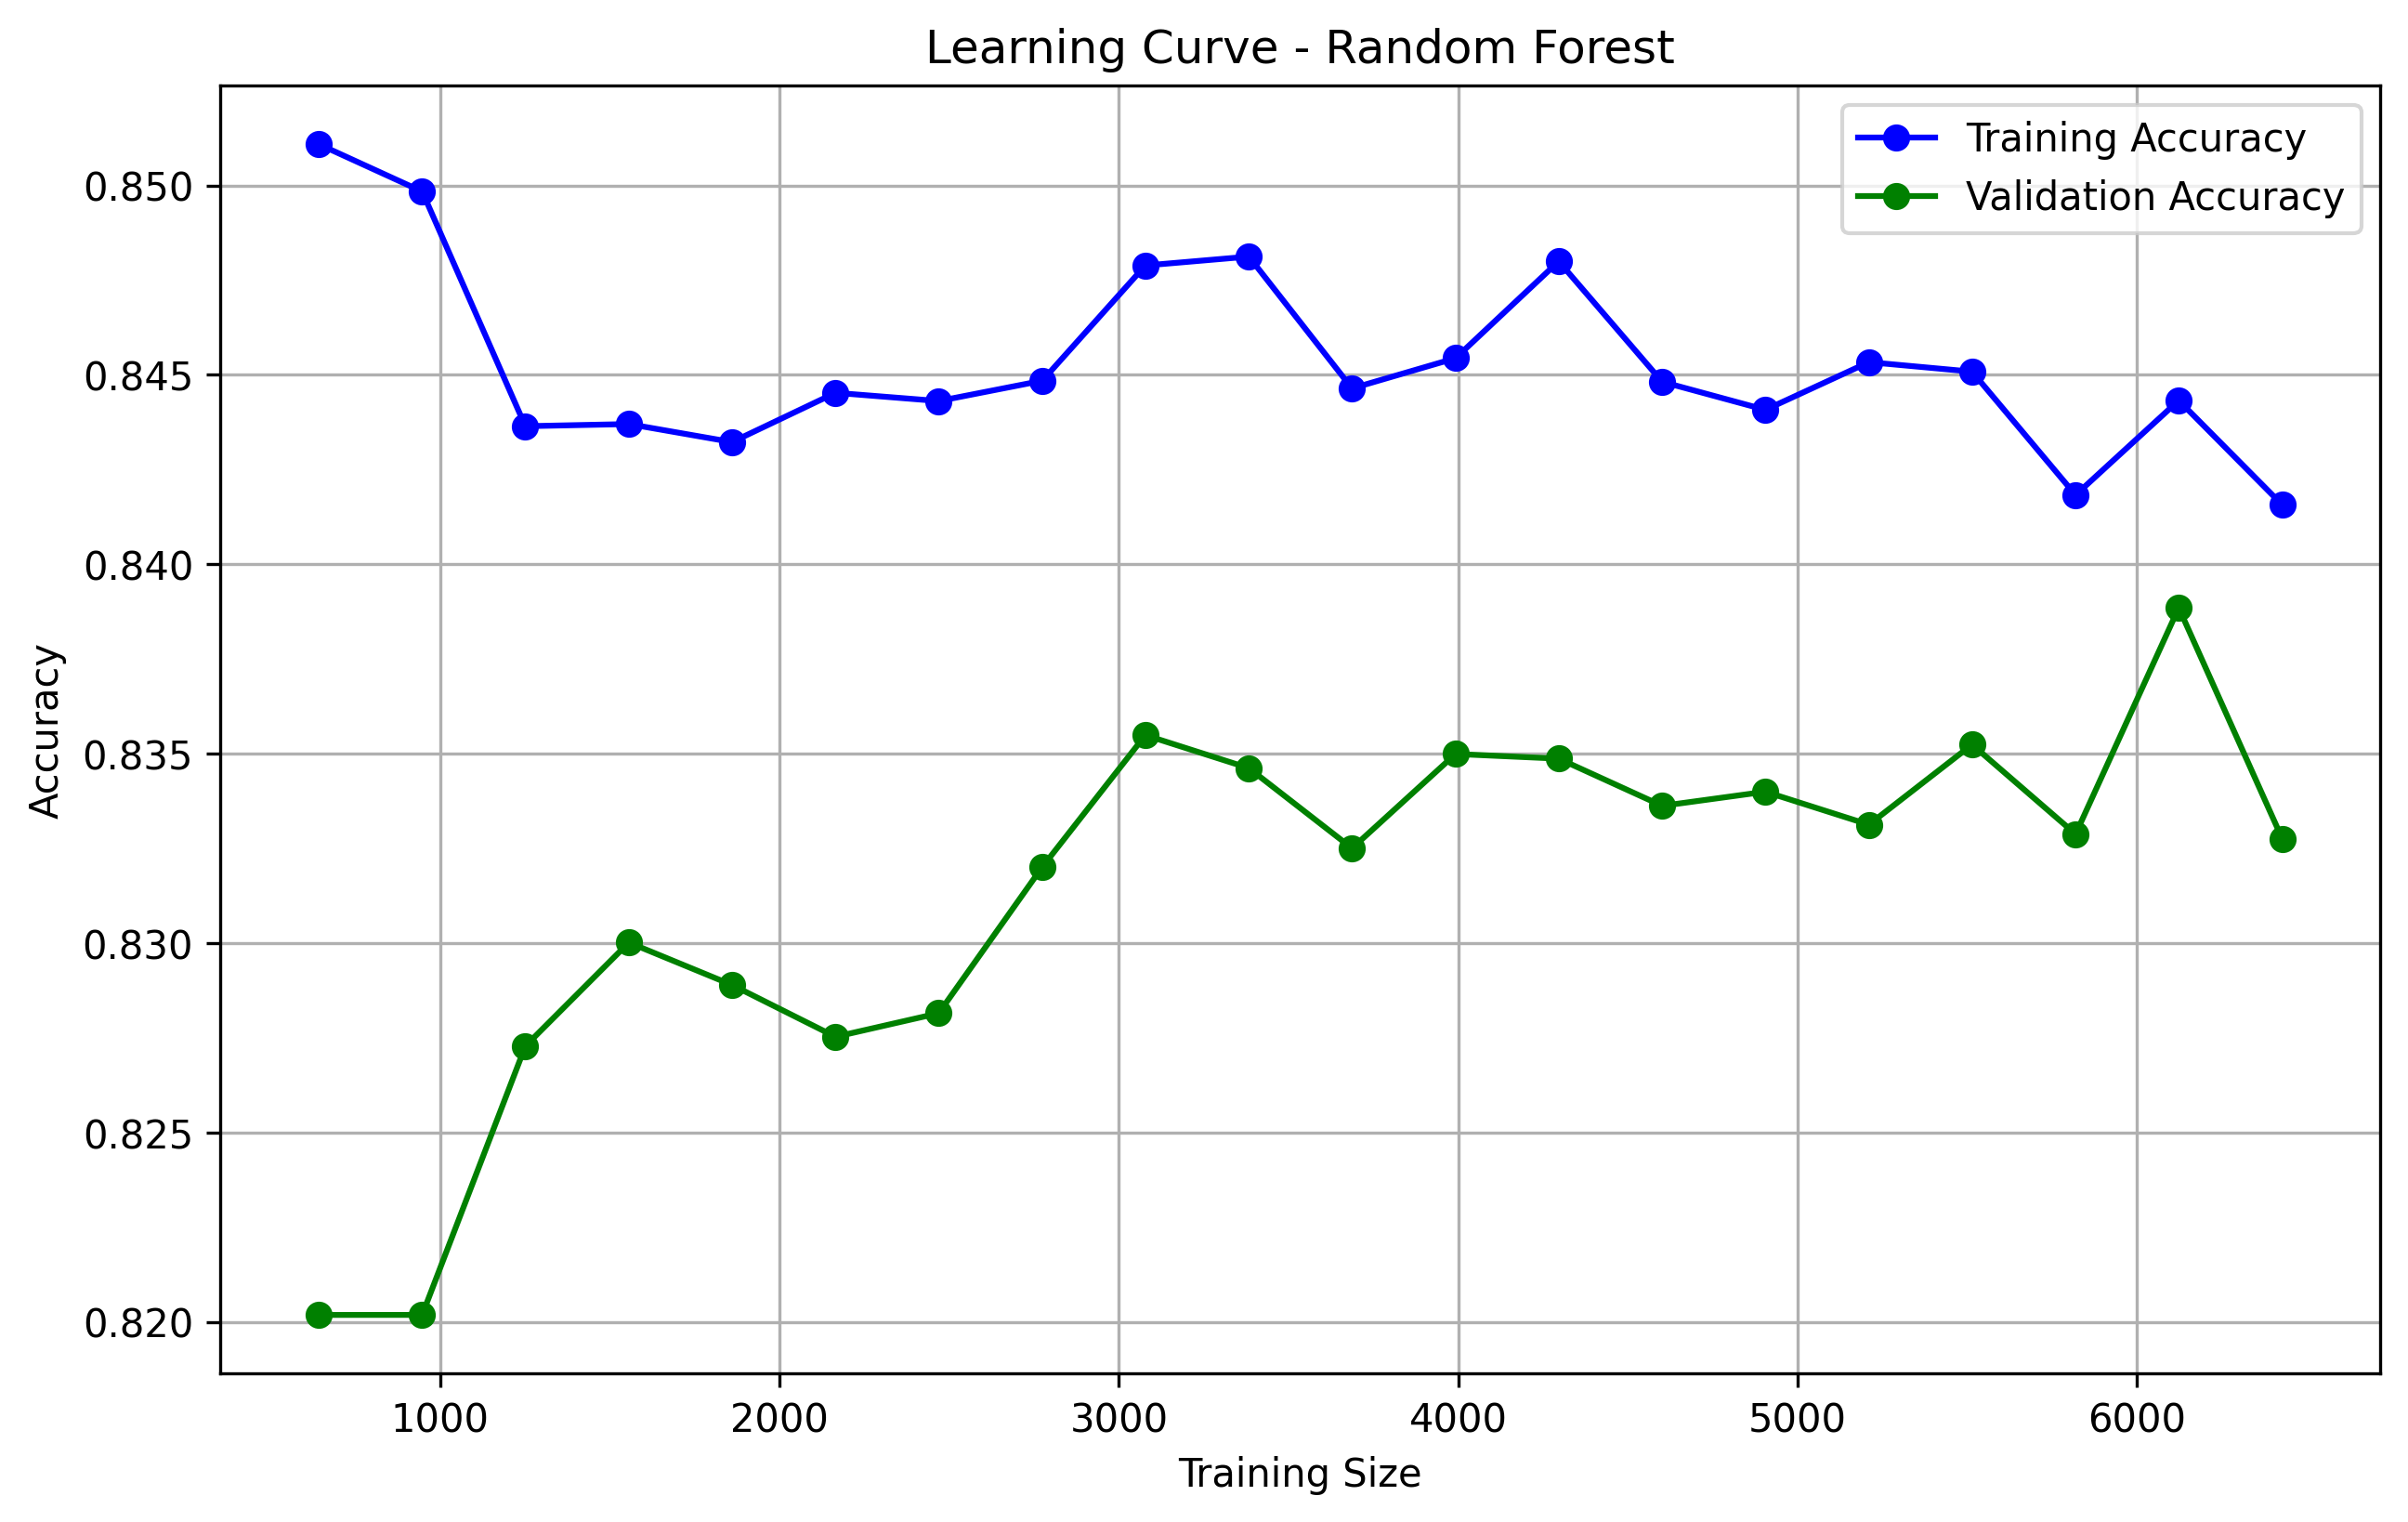 Learning Curve - Random Forest
Training Accuracy
Validation Accuracy
0.850
0.845
0.840
0.835
0.830
0.825
0.820
Accuracy
1000 2000 3000 4000 5000 6000
Training Size